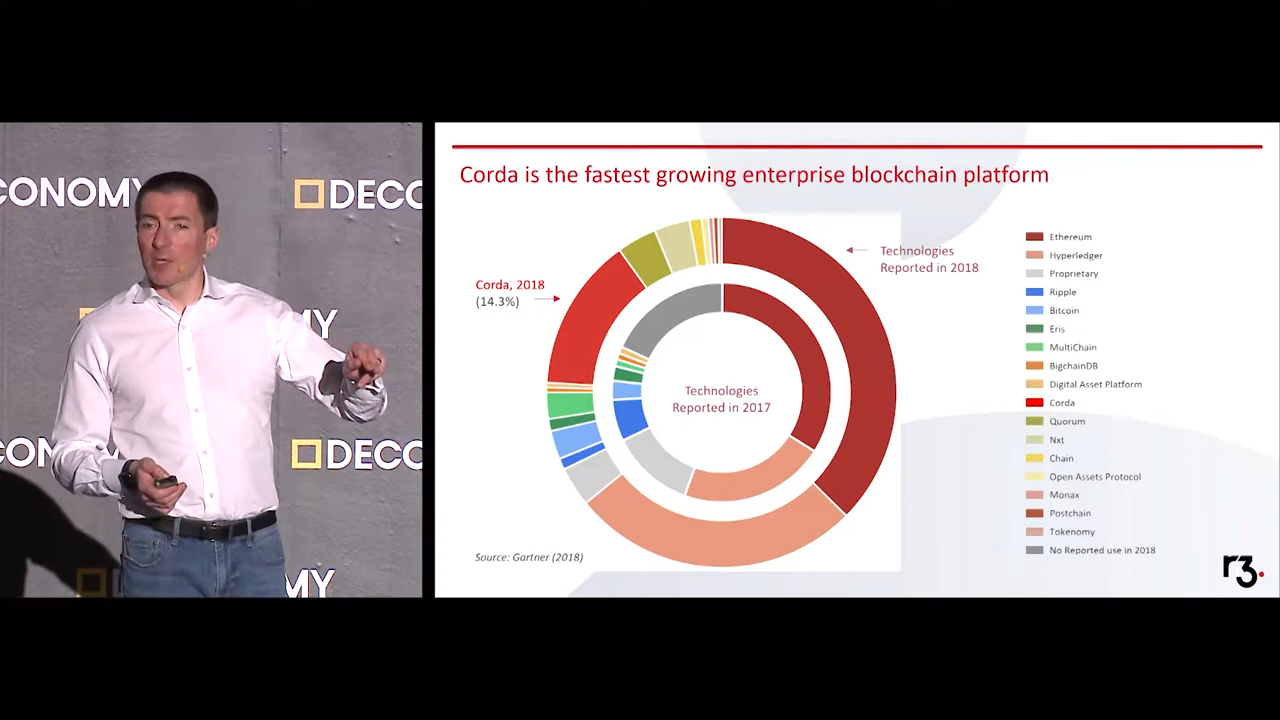 CONOMY
DECO
MY
CON
DECO
MY
Corda is the fastest growing enterprise blockchain platform
Technologies
Reported in 2018
Corda, 2018
(14.3%)
Technologies
Reported in 2017
Source: Gartner (2018)
Ethereum
Hyperledger
Proprietary
Ripple
Bitcoin
Eris
MultiChain
BigchainDB
Digital Asset Platform
Corda
Quorum
Nxt
Chain
Open Assets Protocol
Monax
Postchain
Tokenomy
No Reported use in 2018
r3.